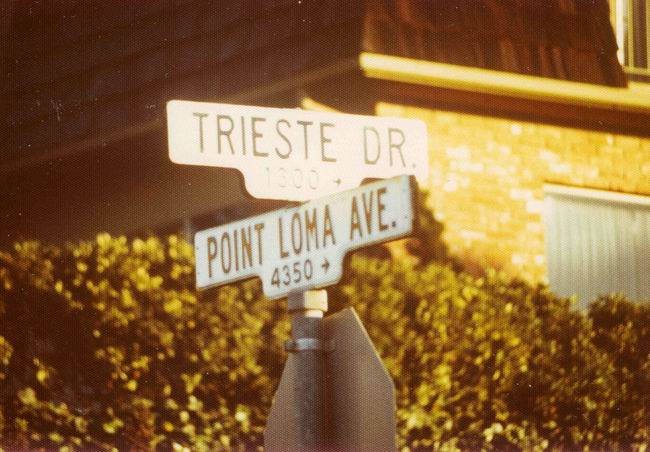 TRIESTE DR.
1300 →
POINT LOMA AVE.
4350 →